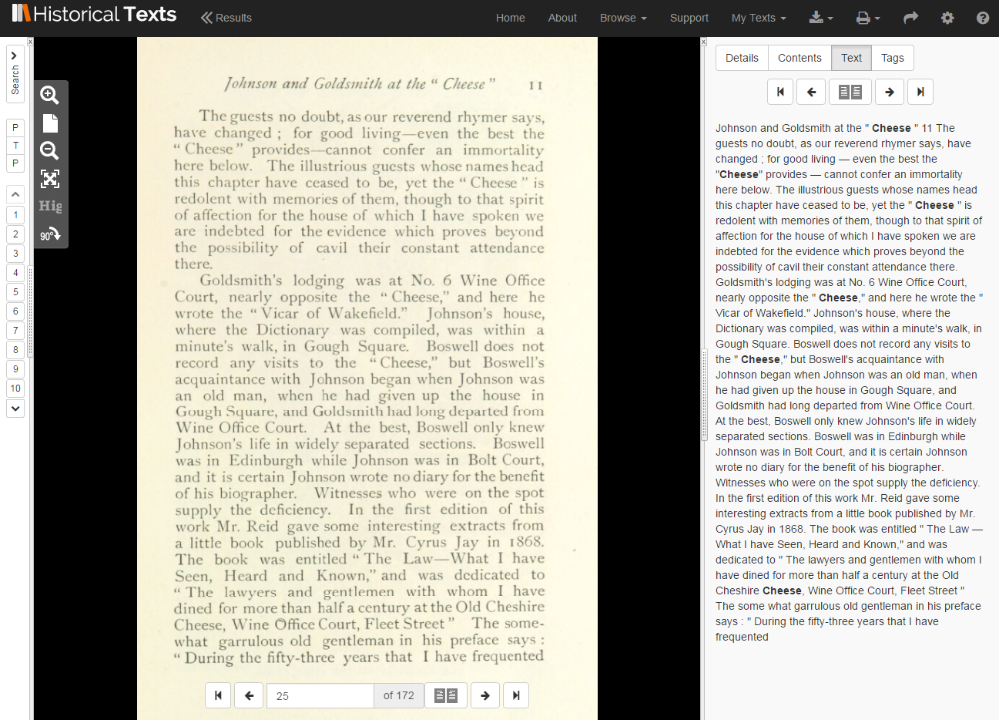 Historical Texts
Results
Home
About
Browse
Support
My Texts
x
x
Search
P
T
P
1
2
3
4
5
6
7
8
9
10
Hig
90°
Johnson and Goldsmith at the “ Cheese ” 11
The guests no doubt, as our reverend rhymer says,
have changed ; for good living—even the best the
“ Cheese ” provides—cannot confer an immortality
here below. The illustrious guests whose names head
this chapter have ceased to be, yet the “ Cheese ” is
redolent with memories of them, though to that spirit
of affection for the house of which I have spoken we
are indebted for the evidence which proves beyond
the possibility of cavil their constant attendance
there.
Goldsmith’s lodging was at No. 6 Wine Office
Court, nearly opposite the “ Cheese,” and here he
wrote the “ Vicar of Wakefield.” Johnson’s house,
where the Dictionary was compiled, was within a
minute’s walk, in Gough Square. Boswell does not
record any visits to the “ Cheese,” but Boswell’s
acquaintance with Johnson began when Johnson was
an old man, when he had given up the house in
Gough Square, and Goldsmith had long departed from
Wine Office Court. At the best, Boswell only knew
Johnson’s life in widely separated sections. Boswell
was in Edinburgh while Johnson was in Bolt Court,
and it is certain Johnson wrote no diary for the benefit
of his biographer. Witnesses who were on the spot
supply the deficiency. In the first edition of this
work Mr. Reid gave some interesting extracts from
a little book published by Mr. Cyrus Jay in 1868.
The book was entitled “ The Law—What I have
Seen, Heard and Known,” and was dedicated to
“ The lawyers and gentlemen with whom I have
dined for more than half a century at the Old Cheshire
Cheese, Wine Office Court, Fleet Street ” The some-
what garrulous old gentleman in his preface says :
“ During the fifty-three years that I have frequented
25 of 172
Details
Contents
Text
Tags
Johnson and Goldsmith at the " Cheese " 11 The
guests no doubt, as our reverend rhymer says, have
changed ; for good living — even the best the
"Cheese" provides — cannot confer an immortality
here below. The illustrious guests whose names head
this chapter have ceased to be, yet the " Cheese " is
redolent with memories of them, though to that spirit of
affection for the house of which I have spoken we are
indebted for the evidence which proves beyond the
possibility of cavil their constant attendance there.
Goldsmith's lodging was at No. 6 Wine Office Court,
nearly opposite the " Cheese," and here he wrote the "
Vicar of Wakefield." Johnson's house, where the
Dictionary was compiled, was within a minute's walk, in
Gough Square. Boswell does not record any visits to
the " Cheese," but Boswell's acquaintance with
Johnson began when Johnson was an old man, when
he had given up the house in Gough Square, and
Goldsmith had long departed from Wine Office Court.
At the best, Boswell only knew Johnson's life in widely
separated sections. Boswell was in Edinburgh while
Johnson was in Bolt Court, and it is certain Johnson
wrote no diary for the benefit of his biographer.
Witnesses who were on the spot supply the deficiency.
In the first edition of this work Mr. Reid gave some
interesting extracts from a little book published by Mr.
Cyrus Jay in 1868. The book was entitled " The Law —
What I have Seen, Heard and Known," and was
dedicated to " The lawyers and gentlemen with whom I
have dined for more than half a century at the Old
Cheshire Cheese, Wine Office Court, Fleet Street "
The some what garrulous old gentleman in his preface
says : " During the fifty-three years that I have
frequented